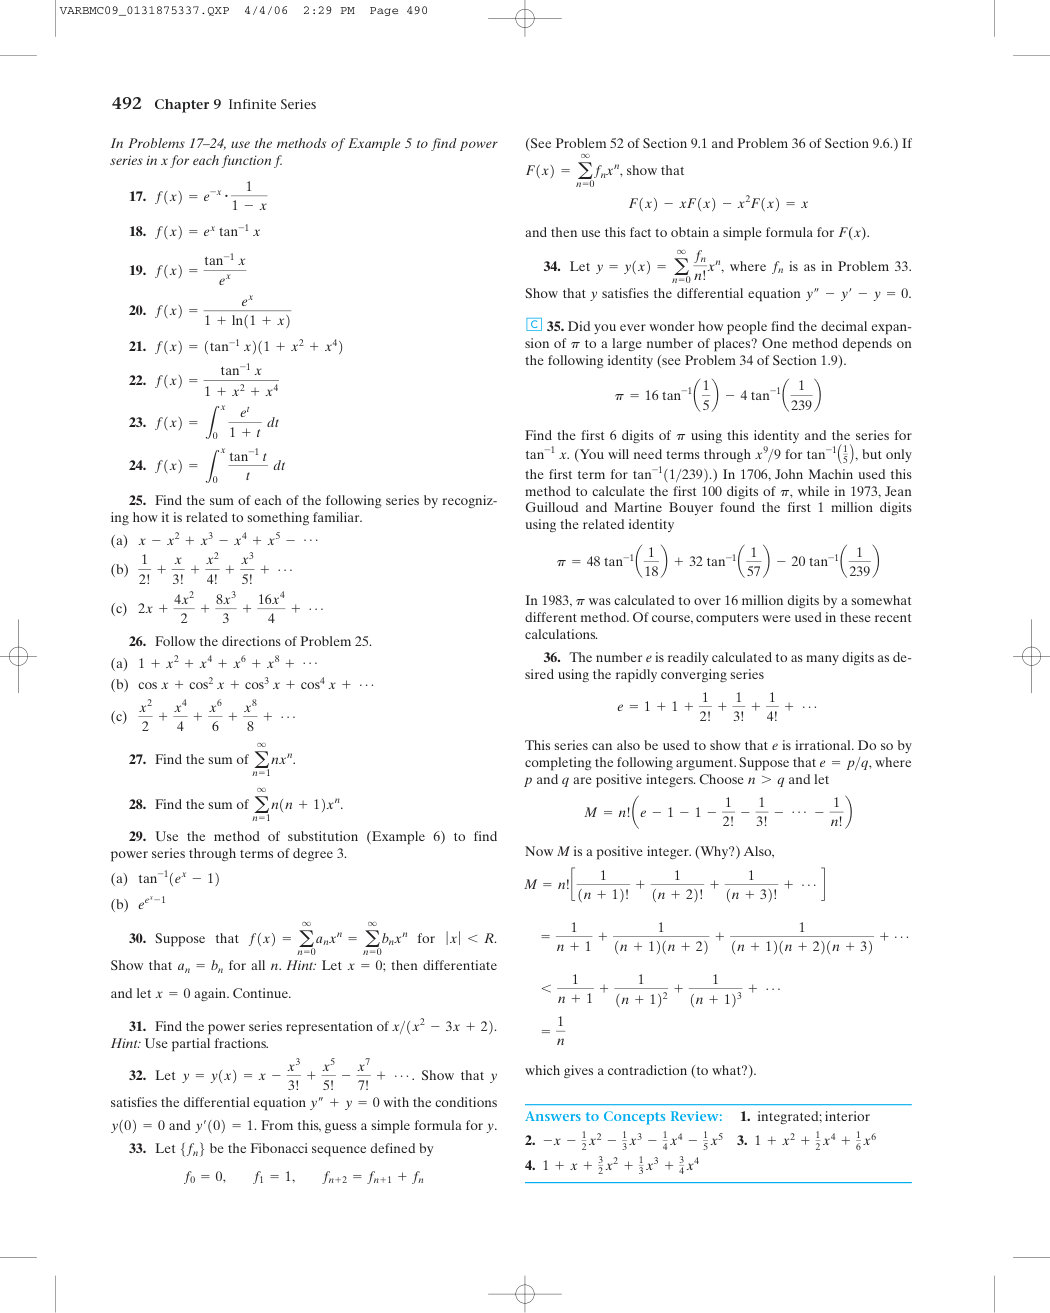 VARBMC09_0131875337.QXP 4/4/06 2:29 PM Page 490
492 Chapter 9 Infinite Series
In Problems 17–24, use the methods of Example 5 to find power
series in x for each function f.
17. f(x) = e^{−x} · 1/(1 − x)
18. f(x) = e^x tan^{−1} x
19. f(x) = (tan^{−1} x)/e^x
20. f(x) = e^x/(1 + ln(1 + x))
21. f(x) = (tan^{−1} x)(1 + x^2 + x^4)
22. f(x) = (tan^{−1} x)/(1 + x^2 + x^4)
23. f(x) = ∫_0^x e^t/(1 + t) dt
24. f(x) = ∫_0^x (tan^{−1} t)/t dt
25. Find the sum of each of the following series by recogniz-
ing how it is related to something familiar.
(a) x − x^2 + x^3 − x^4 + x^5 − ⋯
(b) 1/2! + x/3! + x^2/4! + x^3/5! + ⋯
(c) 2x + 4x^2/2 + 8x^3/3 + 16x^4/4 + ⋯
26. Follow the directions of Problem 25.
(a) 1 + x^2 + x^4 + x^6 + x^8 + ⋯
(b) cos x + cos^2 x + cos^3 x + cos^4 x + ⋯
(c) x^2/2 + x^4/4 + x^6/6 + x^8/8 + ⋯
27. Find the sum of ∑_{n=1}^∞ nx^n.
28. Find the sum of ∑_{n=1}^∞ n(n + 1)x^n.
29. Use the method of substitution (Example 6) to find
power series through terms of degree 3.
(a) tan^{−1}(e^x − 1)
(b) e^{e^x−1}
30. Suppose that f(x) = ∑_{n=0}^∞ a_n x^n = ∑_{n=0}^∞ b_n x^n for |x| < R.
Show that a_n = b_n for all n. Hint: Let x = 0; then differentiate
and let x = 0 again. Continue.
31. Find the power series representation of x/(x^2 − 3x + 2).
Hint: Use partial fractions.
32. Let y = y(x) = x − x^3/3! + x^5/5! − x^7/7! + ⋯. Show that y
satisfies the differential equation y″ + y = 0 with the conditions
y(0) = 0 and y′(0) = 1. From this, guess a simple formula for y.
33. Let {f_n} be the Fibonacci sequence defined by
f_0 = 0, f_1 = 1, f_{n+2} = f_{n+1} + f_n
(See Problem 52 of Section 9.1 and Problem 36 of Section 9.6.) If
F(x) = ∑_{n=0}^∞ f_n x^n, show that
F(x) − xF(x) − x^2F(x) = x
and then use this fact to obtain a simple formula for F(x).
34. Let y = y(x) = ∑_{n=0}^∞ (f_n/n!)x^n, where f_n is as in Problem 33.
Show that y satisfies the differential equation y″ − y′ − y = 0.
C 35. Did you ever wonder how people find the decimal expan-
sion of π to a large number of places? One method depends on
the following identity (see Problem 34 of Section 1.9).
π = 16 tan^{−1}(1/5) − 4 tan^{−1}(1/239)
Find the first 6 digits of π using this identity and the series for
tan^{−1} x. (You will need terms through x^9/9 for tan^{−1}(1/5), but only
the first term for tan^{−1}(1/239).) In 1706, John Machin used this
method to calculate the first 100 digits of π, while in 1973, Jean
Guilloud and Martine Bouyer found the first 1 million digits
using the related identity
π = 48 tan^{−1}(1/18) + 32 tan^{−1}(1/57) − 20 tan^{−1}(1/239)
In 1983, π was calculated to over 16 million digits by a somewhat
different method. Of course, computers were used in these recent
calculations.
36. The number e is readily calculated to as many digits as de-
sired using the rapidly converging series
e = 1 + 1 + 1/2! + 1/3! + 1/4! + ⋯
This series can also be used to show that e is irrational. Do so by
completing the following argument. Suppose that e = p/q, where
p and q are positive integers. Choose n > q and let
M = n!(e − 1 − 1 − 1/2! − 1/3! − ⋯ − 1/n!)
Now M is a positive integer. (Why?) Also,
M = n![1/(n + 1)! + 1/(n + 2)! + 1/(n + 3)! + ⋯]
= 1/(n + 1) + 1/((n + 1)(n + 2)) + 1/((n + 1)(n + 2)(n + 3)) + ⋯
< 1/(n + 1) + 1/(n + 1)^2 + 1/(n + 1)^3 + ⋯
= 1/n
which gives a contradiction (to what?).
Answers to Concepts Review: 1. integrated; interior
2. −x − 1/2 x^2 − 1/3 x^3 − 1/4 x^4 − 1/5 x^5 3. 1 + x^2 + 1/2 x^4 + 1/6 x^6
4. 1 + x + 3/2 x^2 + 1/3 x^3 + 3/4 x^4